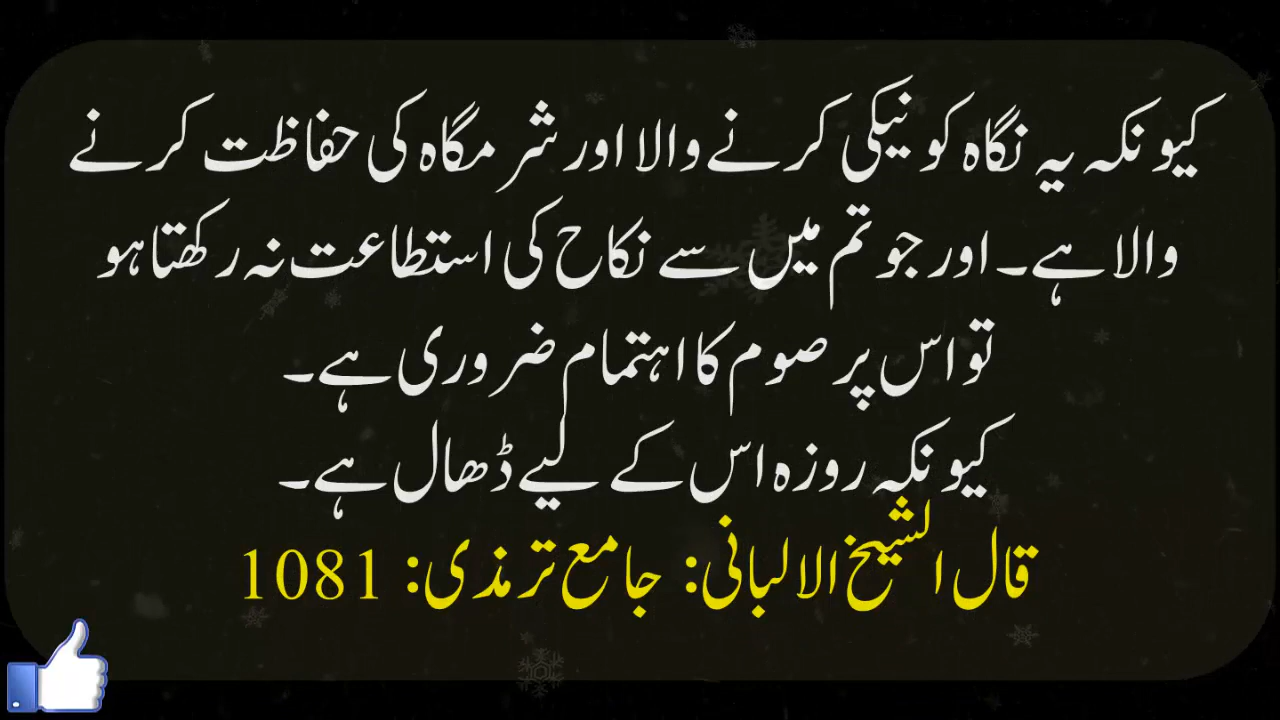 کیونکہ یہ نگاہ کو نیکی کرنے والا اور شرمگاہ کی حفاظت کرنے
والا ہے۔ اور جو تم میں سے نکاح کی استطاعت نہ رکھتا ہو
تو اس پر صوم کا اہتمام ضروری ہے۔
کیونکہ روزہ اس کے لیے ڈھال ہے۔
قال الشیخ الالبانی: جامع ترمذی: 1081